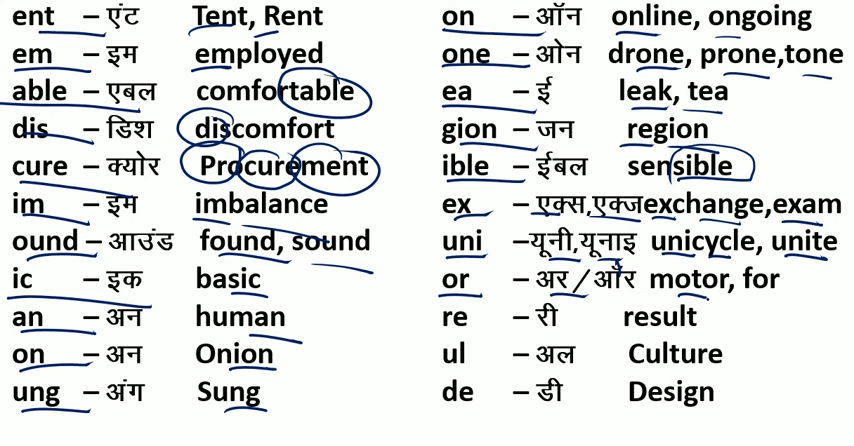 ent – एंट Tent, Rent
em – इम employed
able – एबल comfortable
dis – डिश discomfort
cure – क्योर Procurement
im – इम imbalance
ound – आउंड found, sound
ic – इक basic
an – अन human
on – अन Onion
ung – अंग Sung
on – ऑन online, ongoing
one – ओन drone, prone,tone
ea – ई leak, tea
gion – जन region
ible – ईबल sensible
ex – एक्स,एक्जexchange,exam
uni –यूनी,यूनाइ unicycle, unite
or – अर/ऑर motor, for
re – री result
ul – अल Culture
de – डी Design